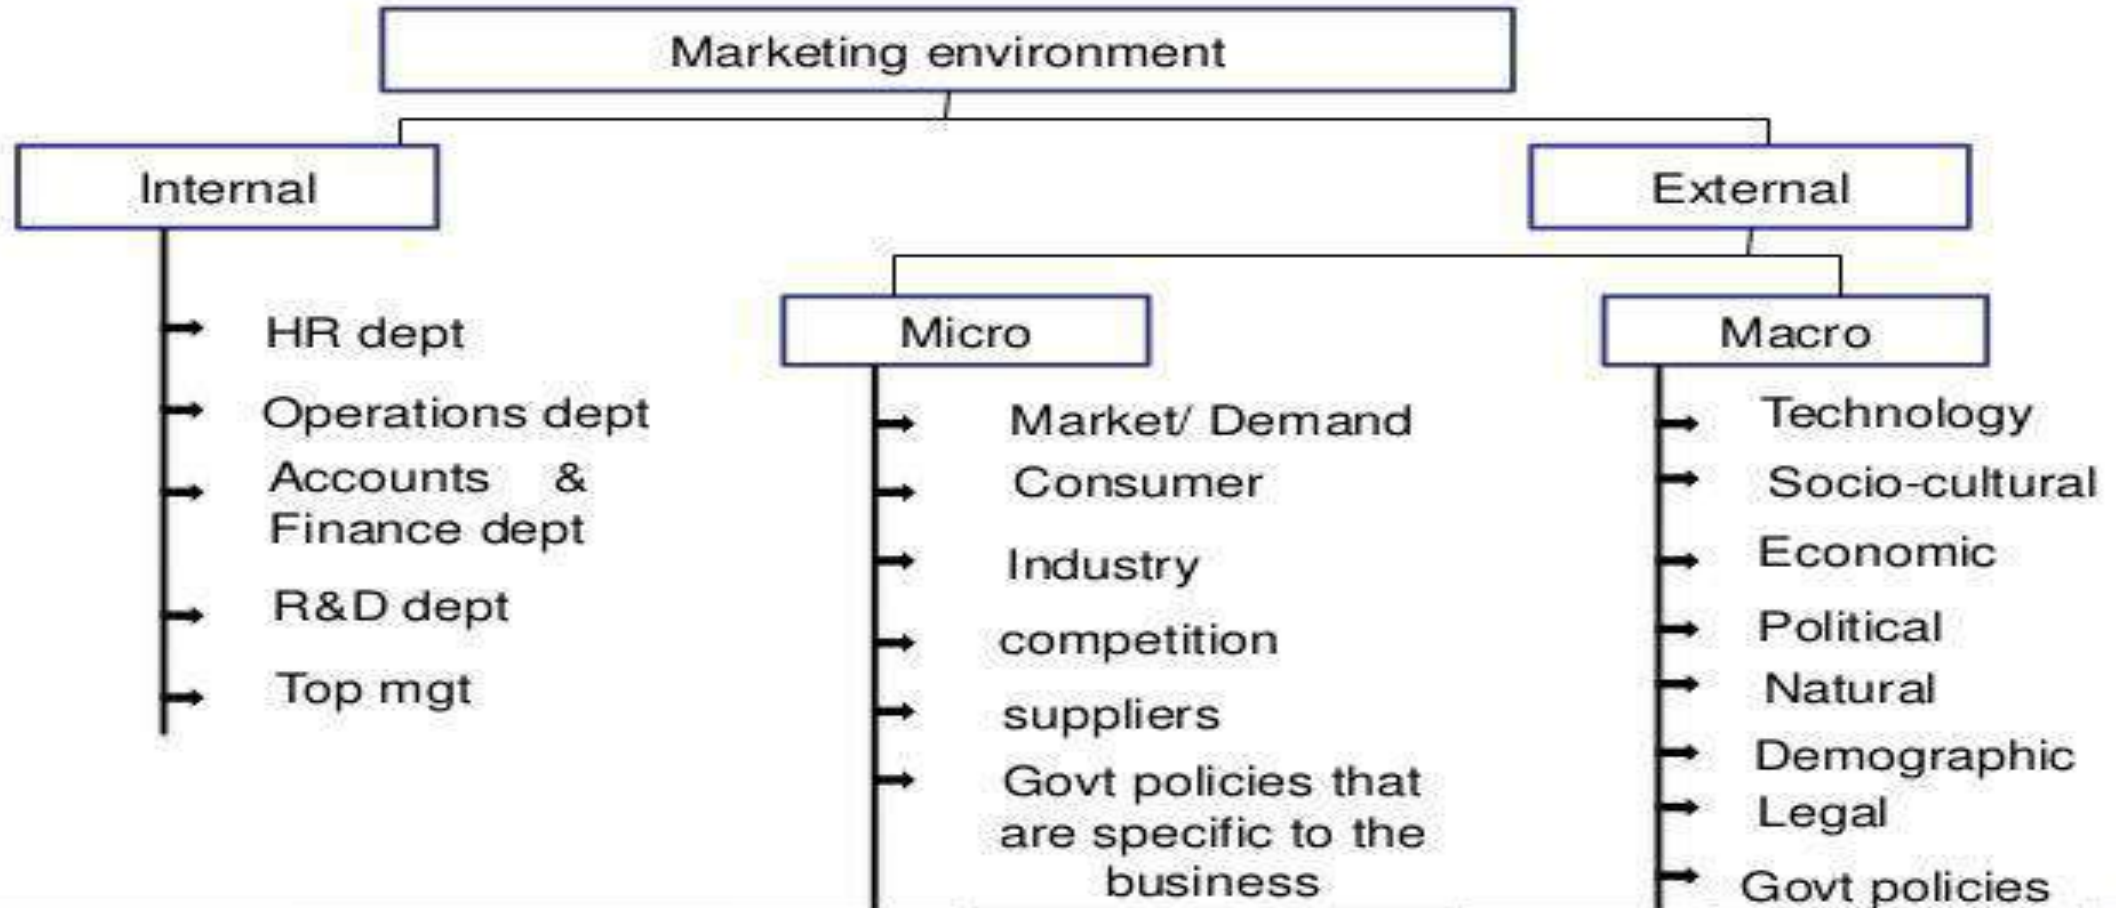 Marketing environment
Internal
External
HR dept
Operations dept
Accounts &
Finance dept
R&D dept
Top mgt
Micro
Market/ Demand
Consumer
Industry
competition
suppliers
Govt policies that
are specific to the
business
Macro
Technology
Socio-cultural
Economic
Political
Natural
Demographic
Legal
Govt policies